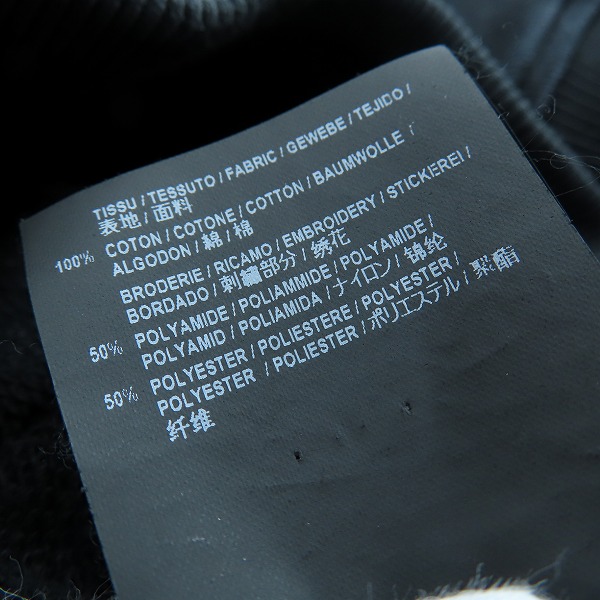 TISSU / TESSUTO / FABRIC / GEWEBE / TEJIDO /
表地 / 面料
100% COTON / COTONE / COTTON / BAUMWOLLE /
ALGODON / 綿 / 棉
BRODERIE / RICAMO / EMBROIDERY / STICKEREI /
BORDADO / 刺繍部分 / 绣花
50% POLYAMIDE / POLIAMMIDE / POLYAMIDE /
POLYAMID / POLIAMIDA / ナイロン / 锦纶
50% POLYESTER / POLIESTERE / POLYESTER /
POLYESTER / POLIESTER / ポリエステル / 聚酯
纤维